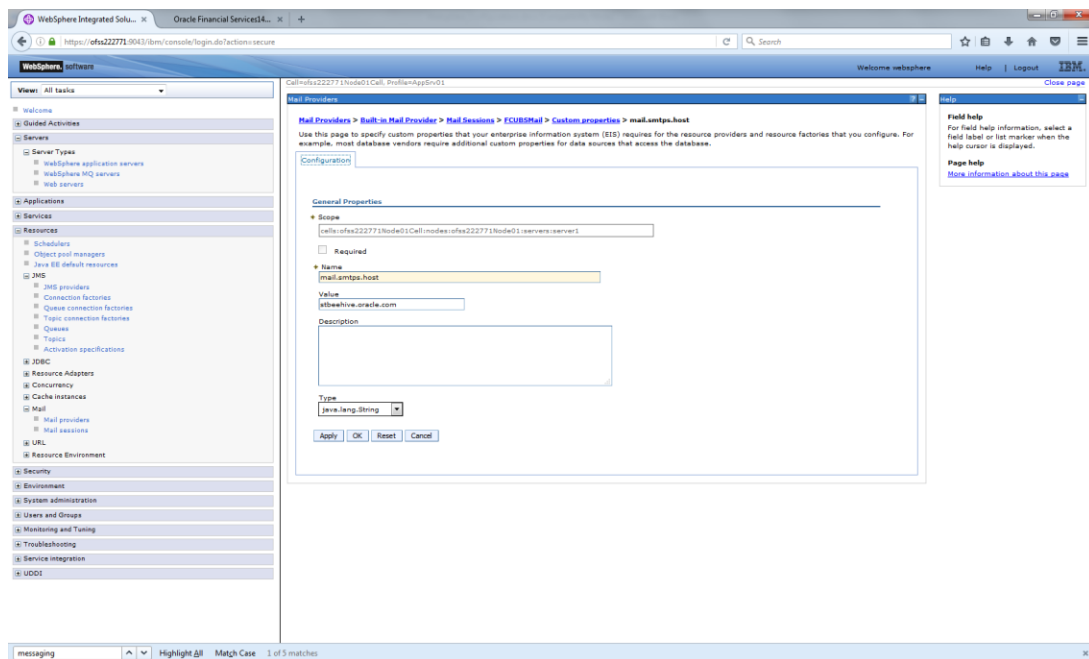 WebSphere Integrated Solu... ×
Oracle Financial Services14... ×
+
https://ofss222771:9043/ibm/console/login.do?action=secure
Search
WebSphere. software
Welcome websphere
Help | Logout
IBM.
View: All tasks
Welcome
Guided Activities
Servers
Server Types
WebSphere application servers
WebSphere MQ servers
Web servers
Applications
Services
Resources
Schedulers
Object pool managers
Java EE default resources
JMS
JMS providers
Connection factories
Queue connection factories
Topic connection factories
Queues
Topics
Activation specifications
JDBC
Resource Adapters
Concurrency
Cache instances
Mail
Mail providers
Mail sessions
URL
Resource Environment
Security
Environment
System administration
Users and Groups
Monitoring and Tuning
Troubleshooting
Service integration
UDDI
Cell=ofss222771Node01Cell, Profile=AppSrv01
Close page
Mail Providers
Mail Providers > Built-in Mail Provider > Mail Sessions > FCUBSMail > Custom properties > mail.smtps.host
Use this page to specify custom properties that your enterprise information system (EIS) requires for the resource providers and resource factories that you configure. For
example, most database vendors require additional custom properties for data sources that access the database.
Configuration
General Properties
Scope
cells:ofss222771Node01Cell:nodes:ofss222771Node01:servers:server1
Required
Name
mail.smtps.host
Value
stbeehive.oracle.com
Description
Type
java.lang.String
Apply OK Reset Cancel
Help
Field help
For field help information, select a
field label or list marker when the
help cursor is displayed.
Page help
More information about this page
messaging
Highlight All Match Case 1 of 5 matches